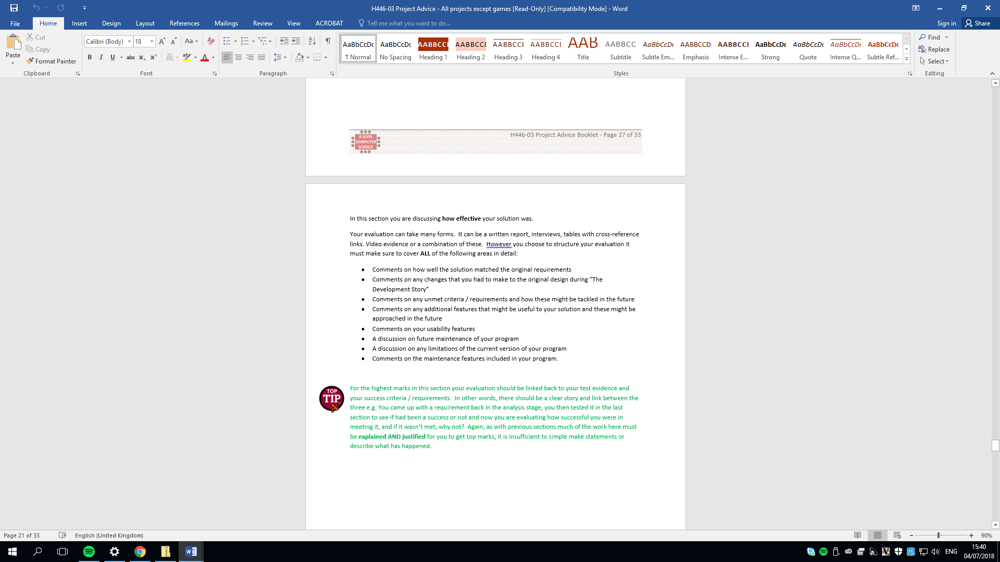 H446-03 Project Advice - All projects except games [Read-Only] [Compatibility Mode] - Word
File Home Insert Design Layout References Mailings Review View ACROBAT Tell me what you want to do... Sign in Share
Paste
Cut
Copy
Format Painter
Clipboard
Calibri (Body) 18
Font
Paragraph
AaBbCcDc AaBbCcDc AABBCCI AABBCCI AABBCCI AABBCCI AAB AABBCC AaBbCcDc AABBCCD AABBCCI AaBbCcDc AaBbCcDc AaBbCcDc AaBbCcDc
¶ Normal No Spacing Heading 1 Heading 2 Heading 3 Heading 4 Title Subtitle Subtle Em... Emphasis Intense E... Strong Quote Intense Q... Subtle Ref...
Styles
Find
Replace
Select
Editing
A LEVEL
COMPUTER
SCIENCE
H446-03 Project Advice Booklet - Page 27 of 33
In this section you are discussing how effective your solution was.
Your evaluation can take many forms. It can be a written report, interviews, tables with cross-reference
links. Video evidence or a combination of these. However you choose to structure your evaluation it
must make sure to cover ALL of the following areas in detail:
• Comments on how well the solution matched the original requirements
• Comments on any changes that you had to make to the original design during “The
Development Story”
• Comments on any unmet criteria / requirements and how these might be tackled in the future
• Comments on any additional features that might be useful to your solution and these might be
approached in the future
• Comments on your usability features
• A discussion on future maintenance of your program
• A discussion on any limitations of the current version of your program
• Comments on the maintenance features included in your program.
TOP
TIP
A*
For the highest marks in this section your evaluation should be linked back to your test evidence and
your success criteria / requirements. In other words, there should be a clear story and link between the
three e.g. You came up with a requirement back in the analysis stage, you then tested it in the last
section to see if had been a success or not and now you are evaluating how successful you were in
meeting it, and if it wasn’t met, why not? Again, as with previous sections much of the work here must
be explained AND justified for you to get top marks, it is insufficient to simple make statements or
describe what has happened.
Page 21 of 33 English (United Kingdom) 90%
ENG
15:40
04/07/2018